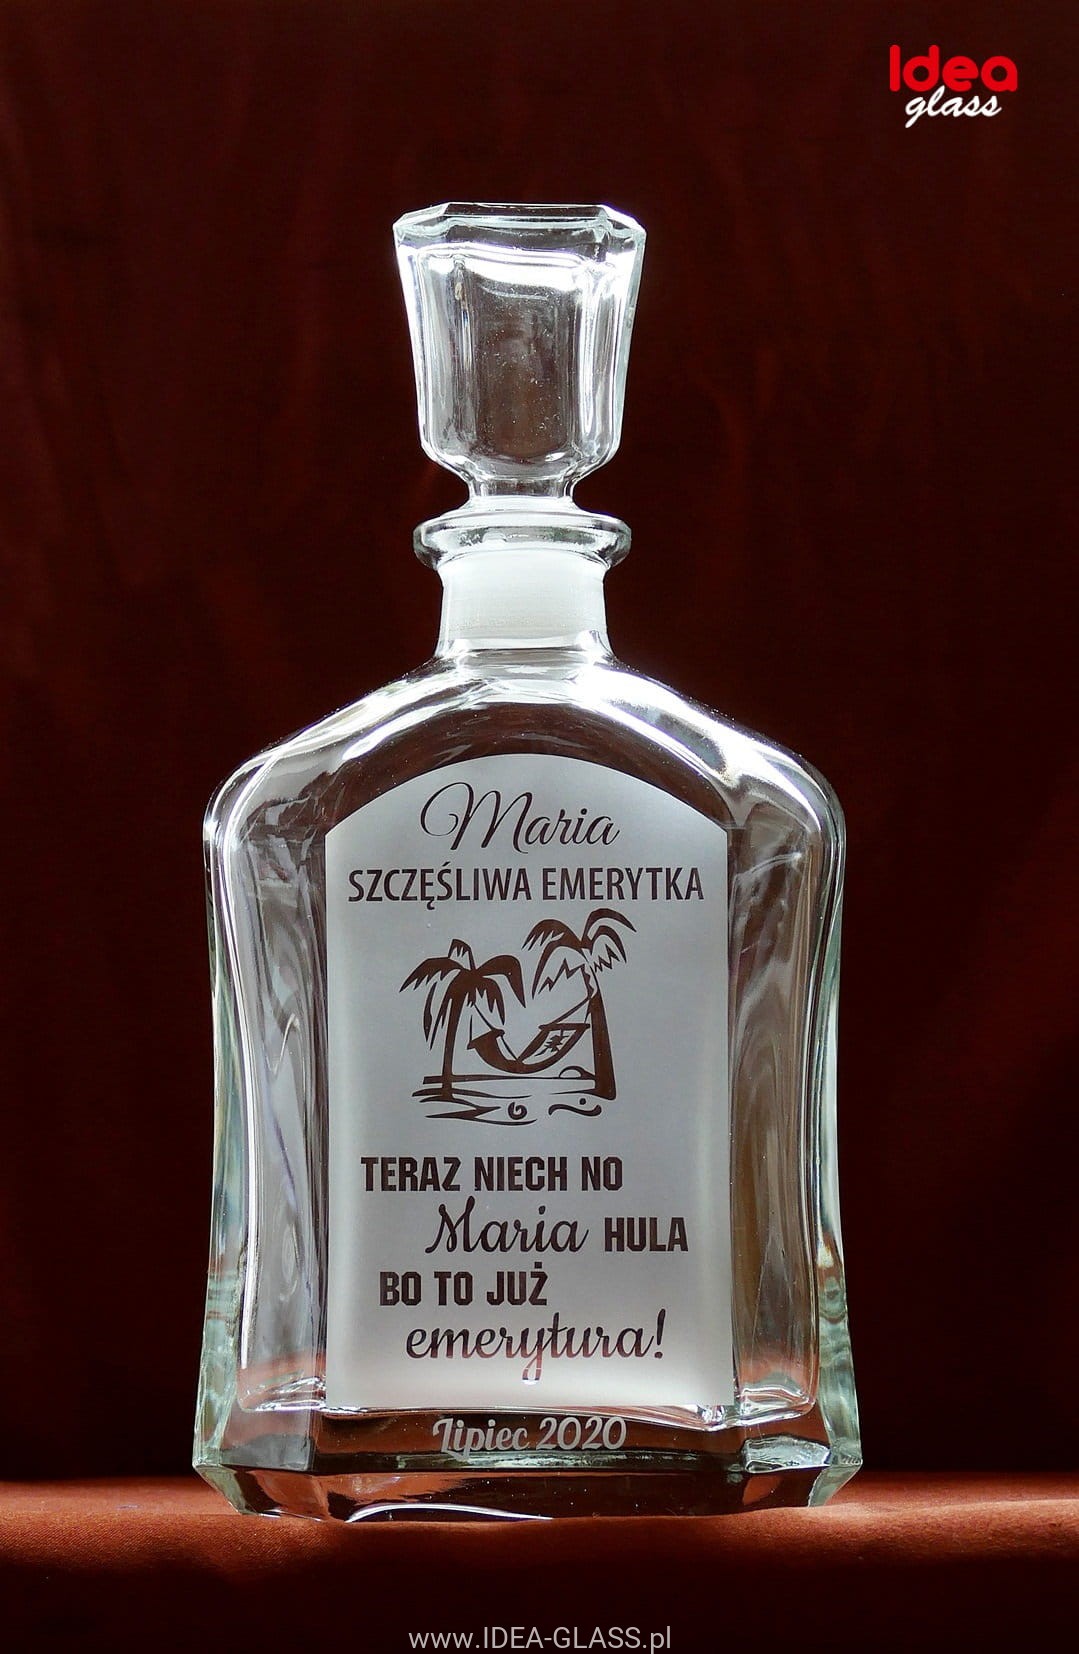 Idea
glass
Maria
SZCZĘŚLIWA EMERYTKA
TERAZ NIECH NO
Maria HULA
BO TO JUŻ
emerytura!
Lipiec 2020
www.IDEA-GLASS.pl